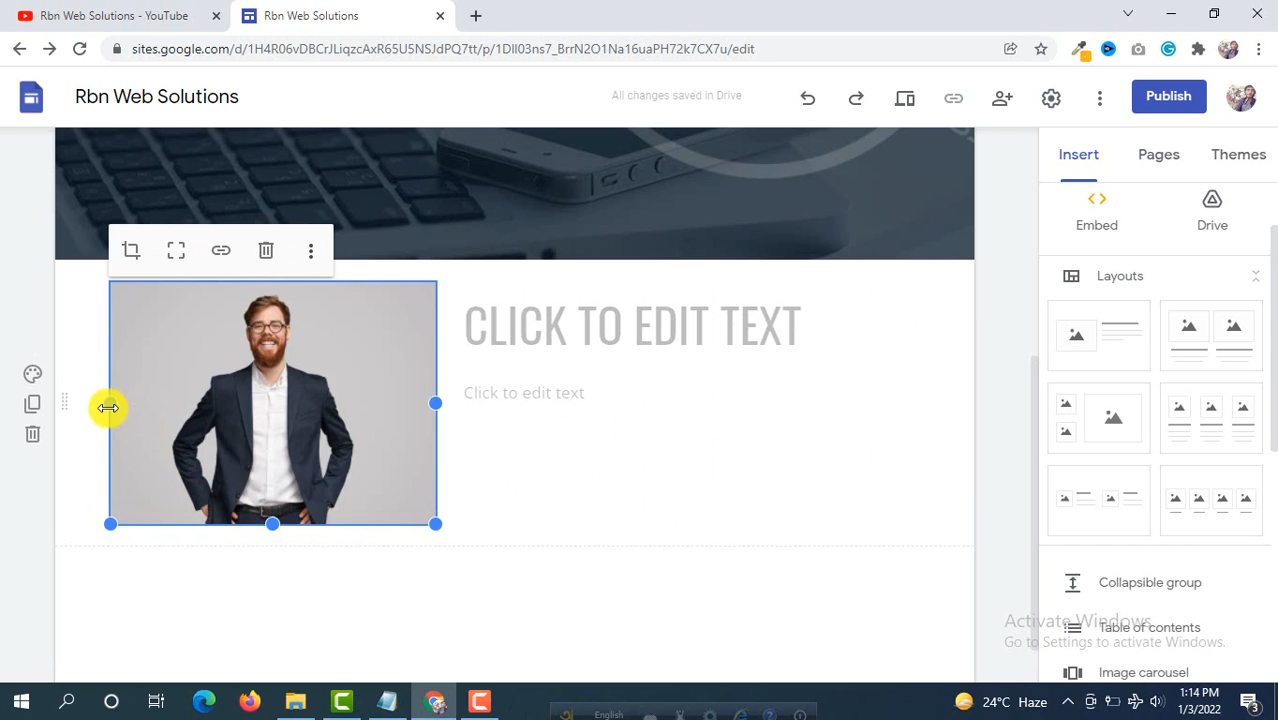 Rbn Web Solutions - YouTube
Rbn Web Solutions
sites.google.com/d/1H4R06vDBCrJLiqzcAxR65U5NSJdPQ7tt/p/1Dll03ns7_BrrN2O1Na16uaPH72k7CX7u/edit
Rbn Web Solutions
All changes saved in Drive
Publish
Insert
Pages
Themes
Embed
Drive
Layouts
CLICK TO EDIT TEXT
Click to edit text
Collapsible group
Table of contents
Image carousel
Activate Windows
Go to Settings to activate Windows.
English
24°C Haze
1:14 PM
1/3/2022
3